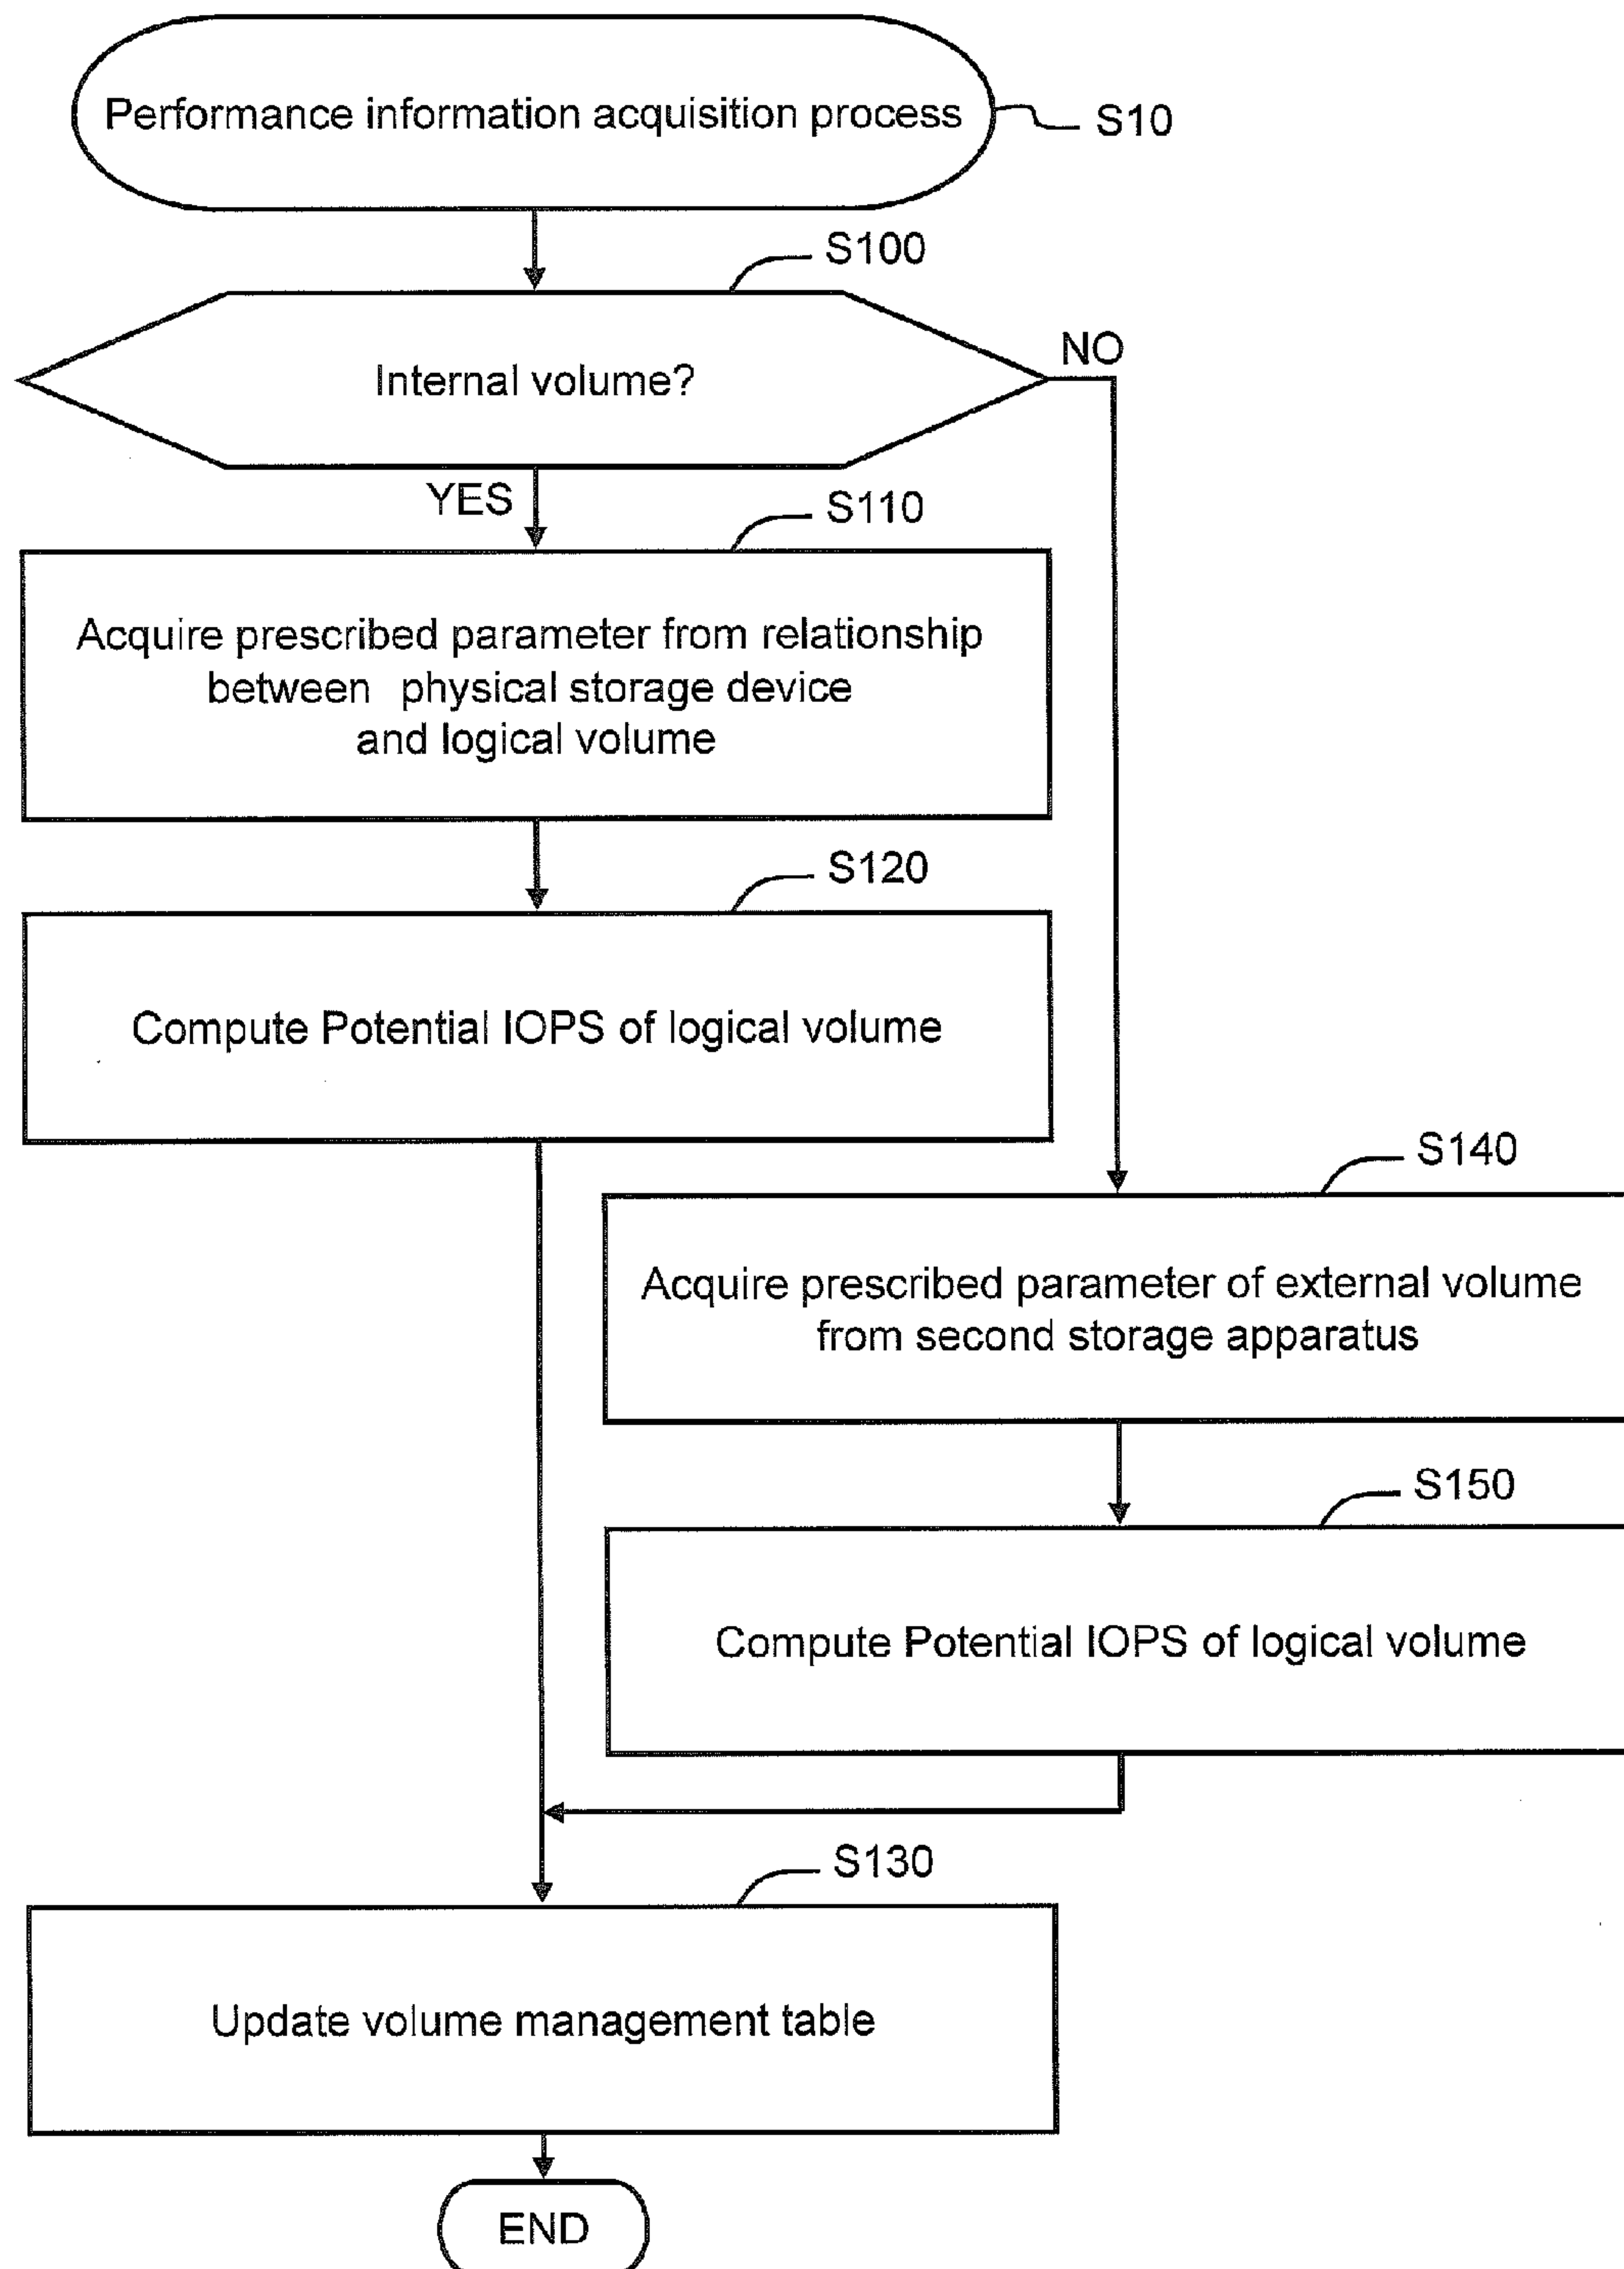 Performance information acquisition process
S10
S100
Internal volume?
NO
YES
S110
Acquire prescribed parameter from relationship
between physical storage device
and logical volume
S120
Compute Potential IOPS of logical volume
S140
Acquire prescribed parameter of external volume
from second storage apparatus
S150
Compute Potential IOPS of logical volume
S130
Update volume management table
END